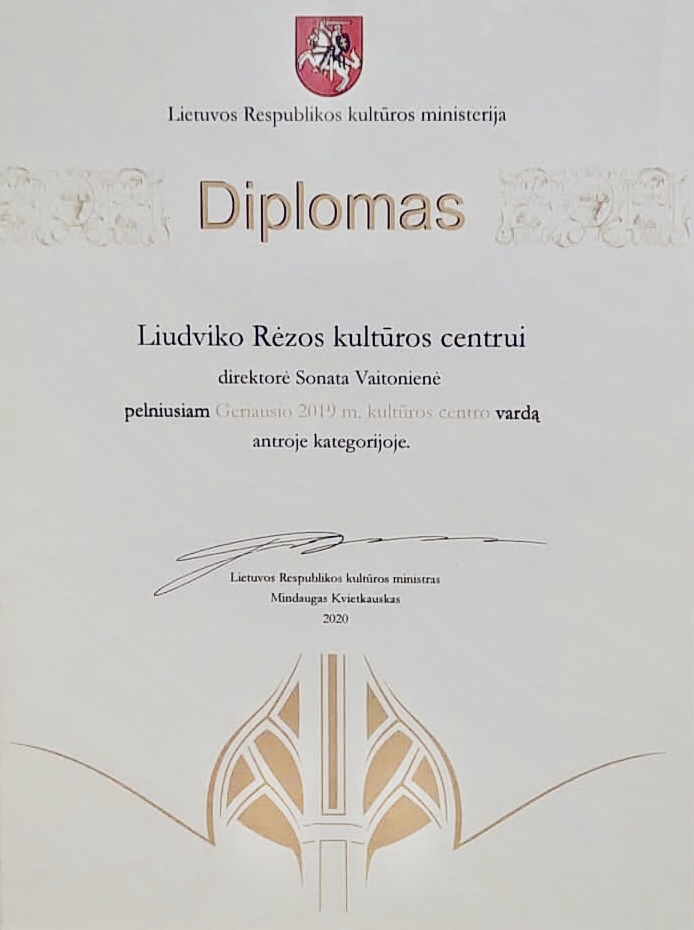 Lietuvos Respublikos kultūros ministerija
Diplomas
Liudviko Rėzos kultūros centrui
direktorė Sonata Vaitonienė
pelniusiam Geriausio 2019 m. kultūros centro vardą
antroje kategorijoje.
Lietuvos Respublikos kultūros ministras
Mindaugas Kvietkauskas
2020